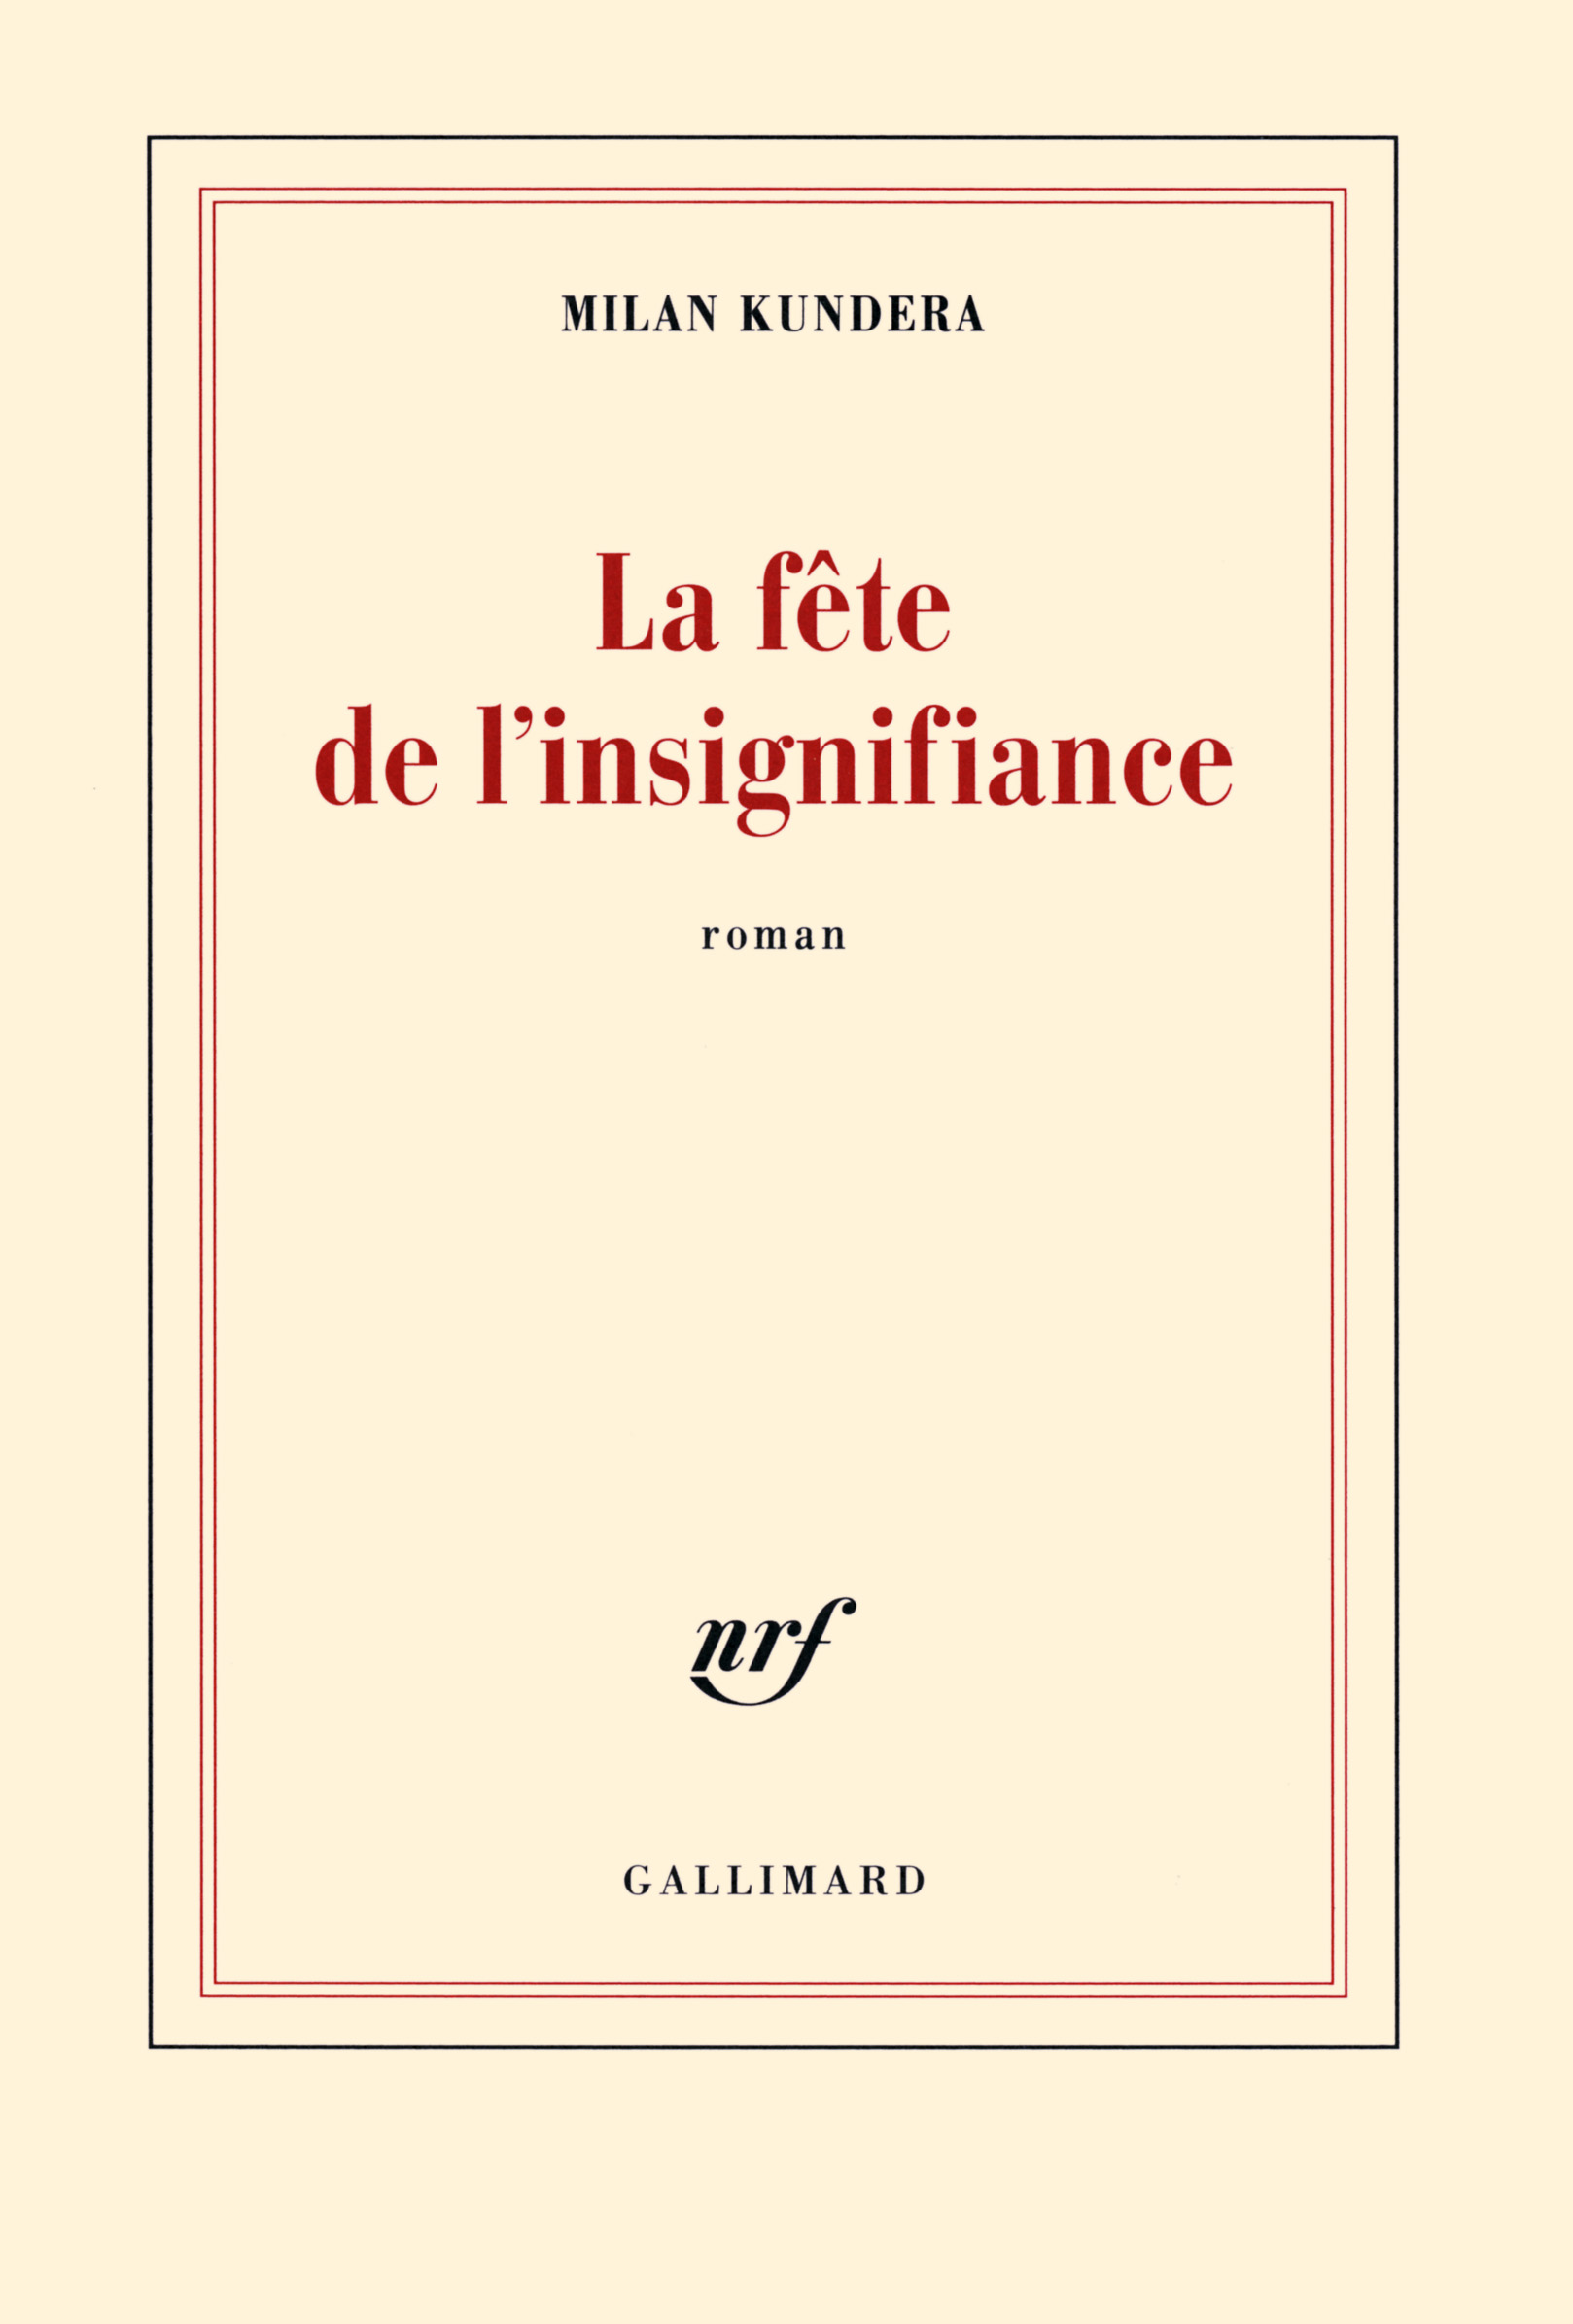 MILAN KUNDERA
La fête
de l’insignifiance
roman
nrf
GALLIMARD